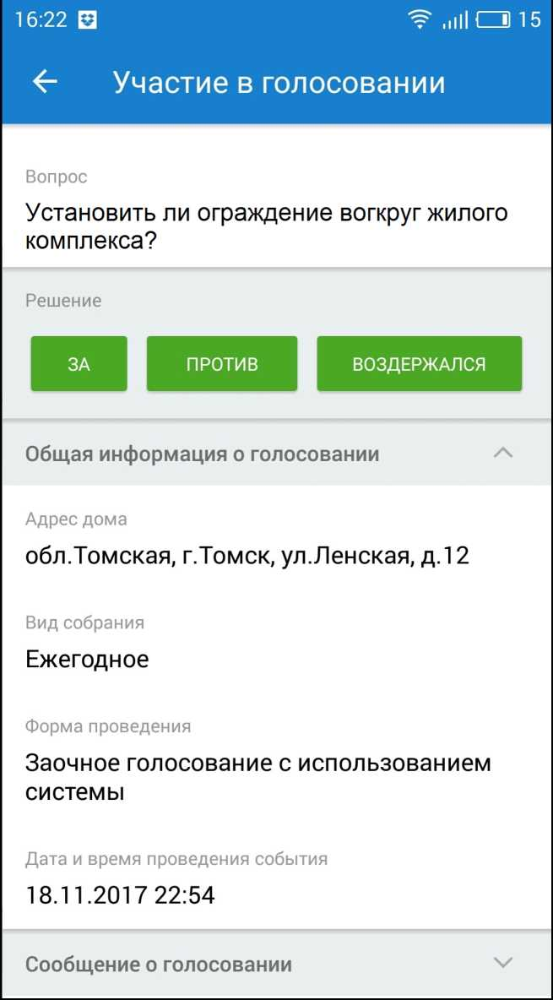 16:22 15
Участие в голосовании
Вопрос
Установить ли ограждение вогкруг жилого
комплекса?
Решение
ЗА ПРОТИВ ВОЗДЕРЖАЛСЯ
Общая информация о голосовании
Адрес дома
обл.Томская, г.Томск, ул.Ленская, д.12
Вид собрания
Ежегодное
Форма проведения
Заочное голосование с использованием
системы
Дата и время проведения события
18.11.2017 22:54
Сообщение о голосовании